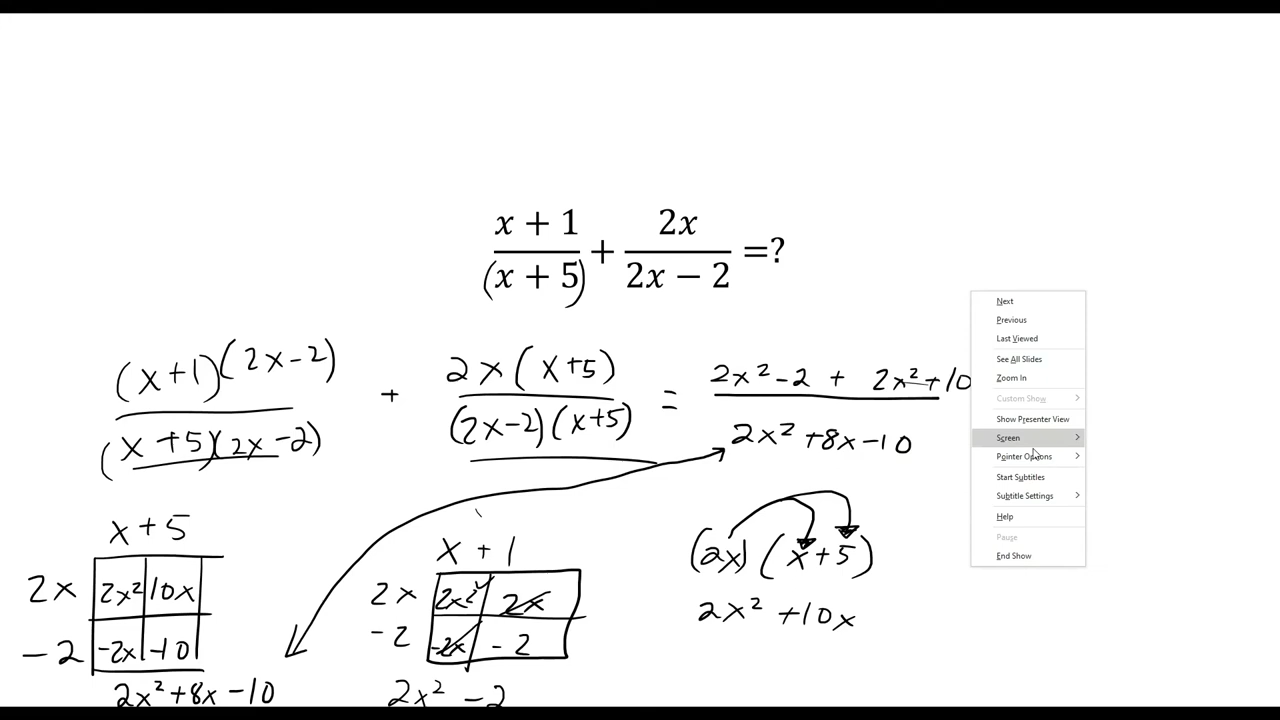 x + 1 / (x + 5) + 2x / 2x − 2 =?
(x+1)(2x-2) / (x+5)(2x-2) + 2x(x+5) / (2x-2)(x+5) = 2x²-2 + 2x²+10 / 2x²+8x-10
x+5
2x 2x² 10x
-2 -2x -10
2x²+8x-10
x + 1
2x 2x² 2x
-2 -2x -2
2x² -2
(2x)(x+5)
2x² +10x
Next
Previous
Last Viewed
See All Slides
Zoom In
Custom Show
Show Presenter View
Screen
Pointer Options
Start Subtitles
Subtitle Settings
Help
Pause
End Show